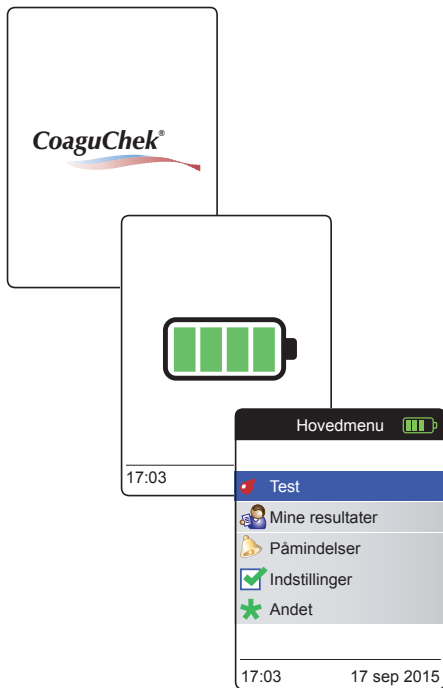 CoaguChek®
17:03
Hovedmenu
Test
Mine resultater
Påmindelser
Indstillinger
Andet
17:03 17 sep 2015